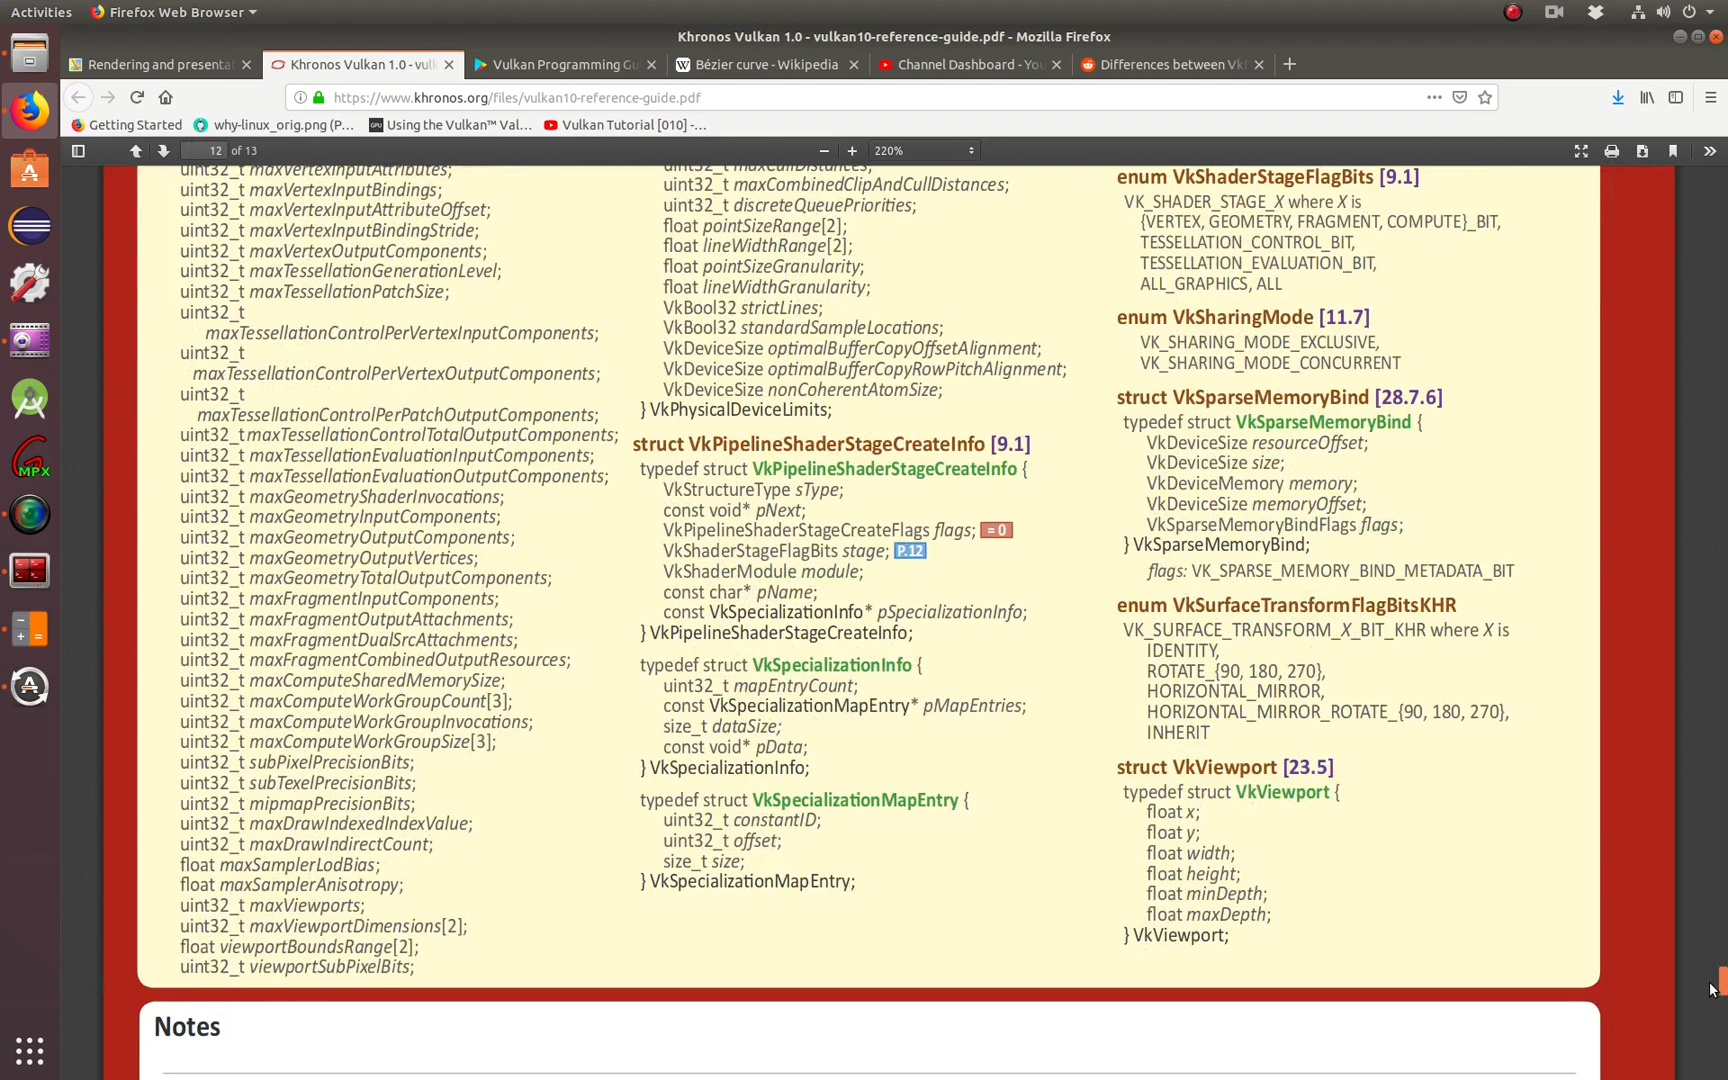 Activities
Firefox Web Browser
Khronos Vulkan 1.0 - vulkan10-reference-guide.pdf - Mozilla Firefox
Rendering and presenta
Khronos Vulkan 1.0 - vulk
Vulkan Programming Gu
Bézier curve - Wikipedia
Channel Dashboard - You
Differences between VkF
https://www.khronos.org/files/vulkan10-reference-guide.pdf
Getting Started
why-linux_orig.png (P...
Using the Vulkan™ Val...
Vulkan Tutorial [010] -...
12 of 13
220%
uint32_t maxVertexInputAttributes;
uint32_t maxVertexInputBindings;
uint32_t maxVertexInputAttributeOffset;
uint32_t maxVertexInputBindingStride;
uint32_t maxVertexOutputComponents;
uint32_t maxTessellationGenerationLevel;
uint32_t maxTessellationPatchSize;
uint32_t
maxTessellationControlPerVertexInputComponents;
uint32_t
maxTessellationControlPerVertexOutputComponents;
uint32_t
maxTessellationControlPerPatchOutputComponents;
uint32_t maxTessellationControlTotalOutputComponents;
uint32_t maxTessellationEvaluationInputComponents;
uint32_t maxTessellationEvaluationOutputComponents;
uint32_t maxGeometryShaderInvocations;
uint32_t maxGeometryInputComponents;
uint32_t maxGeometryOutputComponents;
uint32_t maxGeometryOutputVertices;
uint32_t maxGeometryTotalOutputComponents;
uint32_t maxFragmentInputComponents;
uint32_t maxFragmentOutputAttachments;
uint32_t maxFragmentDualSrcAttachments;
uint32_t maxFragmentCombinedOutputResources;
uint32_t maxComputeSharedMemorySize;
uint32_t maxComputeWorkGroupCount[3];
uint32_t maxComputeWorkGroupInvocations;
uint32_t maxComputeWorkGroupSize[3];
uint32_t subPixelPrecisionBits;
uint32_t subTexelPrecisionBits;
uint32_t mipmapPrecisionBits;
uint32_t maxDrawIndexedIndexValue;
uint32_t maxDrawIndirectCount;
float maxSamplerLodBias;
float maxSamplerAnisotropy;
uint32_t maxViewports;
uint32_t maxViewportDimensions[2];
float viewportBoundsRange[2];
uint32_t viewportSubPixelBits;
uint32_t maxCullDistances;
uint32_t maxCombinedClipAndCullDistances;
uint32_t discreteQueuePriorities;
float pointSizeRange[2];
float lineWidthRange[2];
float pointSizeGranularity;
float lineWidthGranularity;
VkBool32 strictLines;
VkBool32 standardSampleLocations;
VkDeviceSize optimalBufferCopyOffsetAlignment;
VkDeviceSize optimalBufferCopyRowPitchAlignment;
VkDeviceSize nonCoherentAtomSize;
} VkPhysicalDeviceLimits;
struct VkPipelineShaderStageCreateInfo [9.1]
typedef struct VkPipelineShaderStageCreateInfo {
VkStructureType sType;
const void* pNext;
VkPipelineShaderStageCreateFlags flags; = 0
VkShaderStageFlagBits stage; P.12
VkShaderModule module;
const char* pName;
const VkSpecializationInfo* pSpecializationInfo;
} VkPipelineShaderStageCreateInfo;
typedef struct VkSpecializationInfo {
uint32_t mapEntryCount;
const VkSpecializationMapEntry* pMapEntries;
size_t dataSize;
const void* pData;
} VkSpecializationInfo;
typedef struct VkSpecializationMapEntry {
uint32_t constantID;
uint32_t offset;
size_t size;
} VkSpecializationMapEntry;
enum VkShaderStageFlagBits [9.1]
VK_SHADER_STAGE_X where X is
{VERTEX, GEOMETRY, FRAGMENT, COMPUTE}_BIT,
TESSELLATION_CONTROL_BIT,
TESSELLATION_EVALUATION_BIT,
ALL_GRAPHICS, ALL
enum VkSharingMode [11.7]
VK_SHARING_MODE_EXCLUSIVE,
VK_SHARING_MODE_CONCURRENT
struct VkSparseMemoryBind [28.7.6]
typedef struct VkSparseMemoryBind {
VkDeviceSize resourceOffset;
VkDeviceSize size;
VkDeviceMemory memory;
VkDeviceSize memoryOffset;
VkSparseMemoryBindFlags flags;
} VkSparseMemoryBind;
flags: VK_SPARSE_MEMORY_BIND_METADATA_BIT
enum VkSurfaceTransformFlagBitsKHR
VK_SURFACE_TRANSFORM_X_BIT_KHR where X is
IDENTITY,
ROTATE_{90, 180, 270},
HORIZONTAL_MIRROR,
HORIZONTAL_MIRROR_ROTATE_{90, 180, 270},
INHERIT
struct VkViewport [23.5]
typedef struct VkViewport {
float x;
float y;
float width;
float height;
float minDepth;
float maxDepth;
} VkViewport;
Notes
GMPX